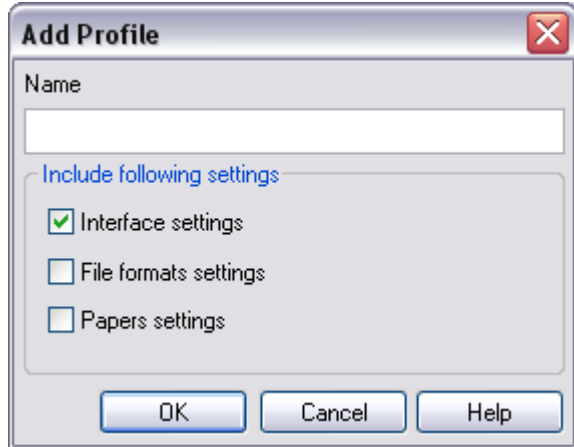 Add Profile
Name
Include following settings
Interface settings
File formats settings
Papers settings
OK Cancel Help